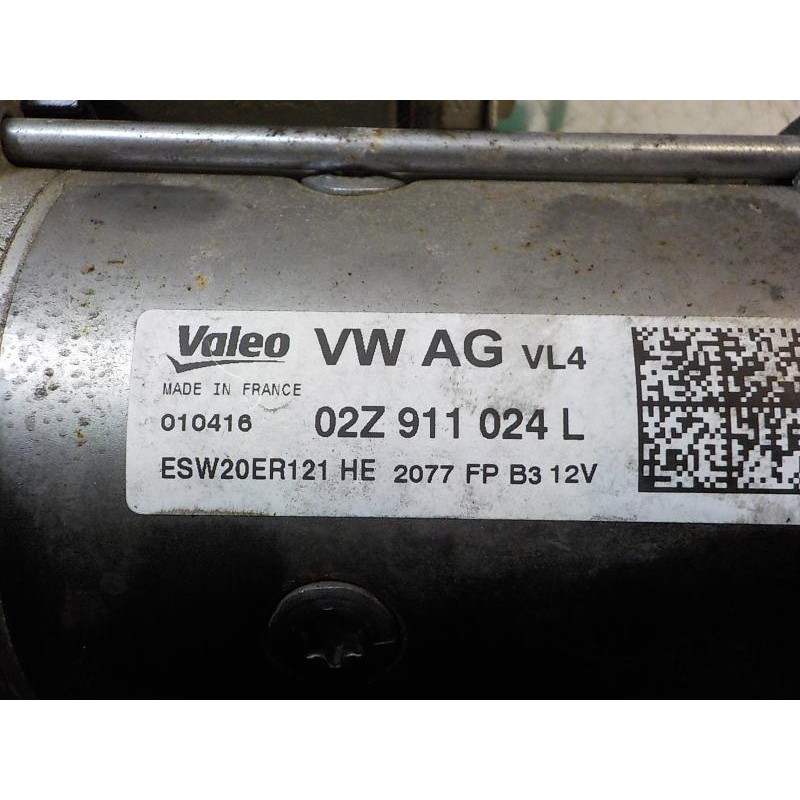 Valeo VW AG VL4
MADE IN FRANCE
010416 02Z 911 024 L
ESW20ER121 HE 2077 FP B3 12V